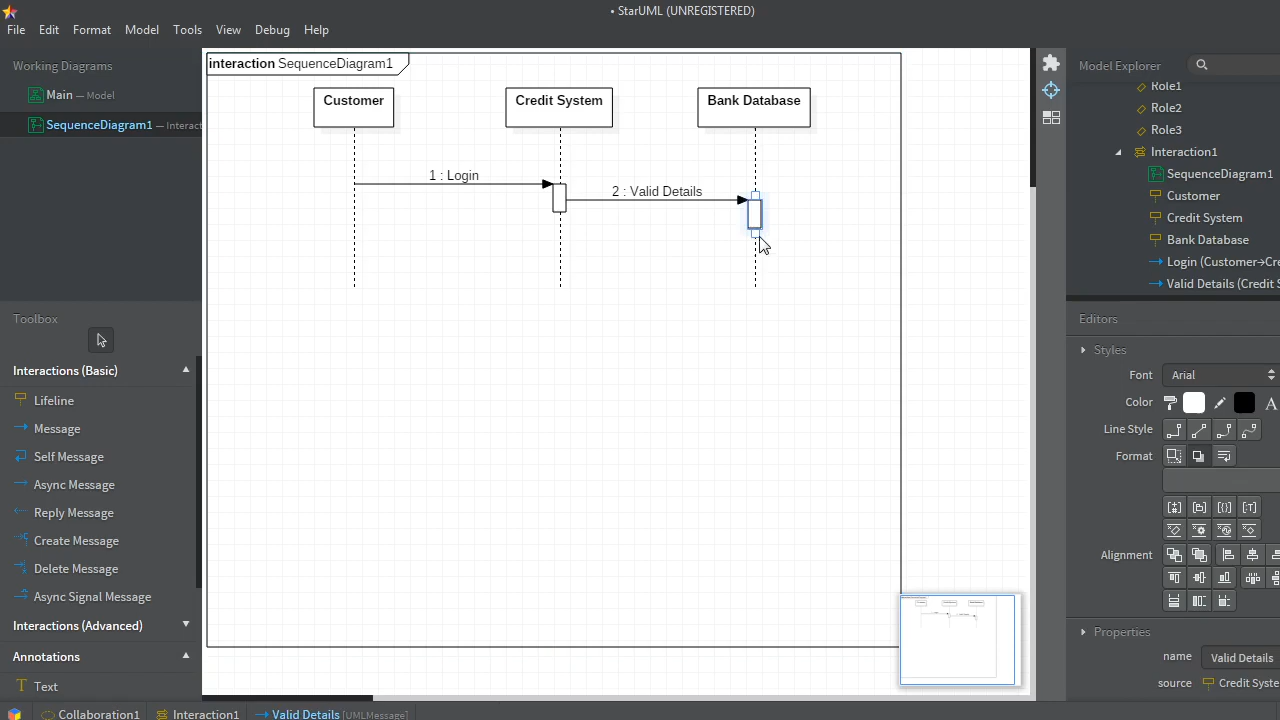 • StarUML (UNREGISTERED)
File Edit Format Model Tools View Debug Help
Working Diagrams
Main — Model
SequenceDiagram1 — Interact
Toolbox
Interactions (Basic)
Lifeline
Message
Self Message
Async Message
Reply Message
Create Message
Delete Message
Async Signal Message
Interactions (Advanced)
Annotations
Text
interaction SequenceDiagram1
Customer
Credit System
Bank Database
1 : Login
2 : Valid Details
Model Explorer
Role1
Role2
Role3
Interaction1
SequenceDiagram1
Customer
Credit System
Bank Database
Login (Customer→Cre
Valid Details (Credit S
Editors
Styles
Font Arial
Color
Line Style
Format
Alignment
Properties
name Valid Details
source Credit Syste
Collaboration1 Interaction1 Valid Details [UMLMessage]